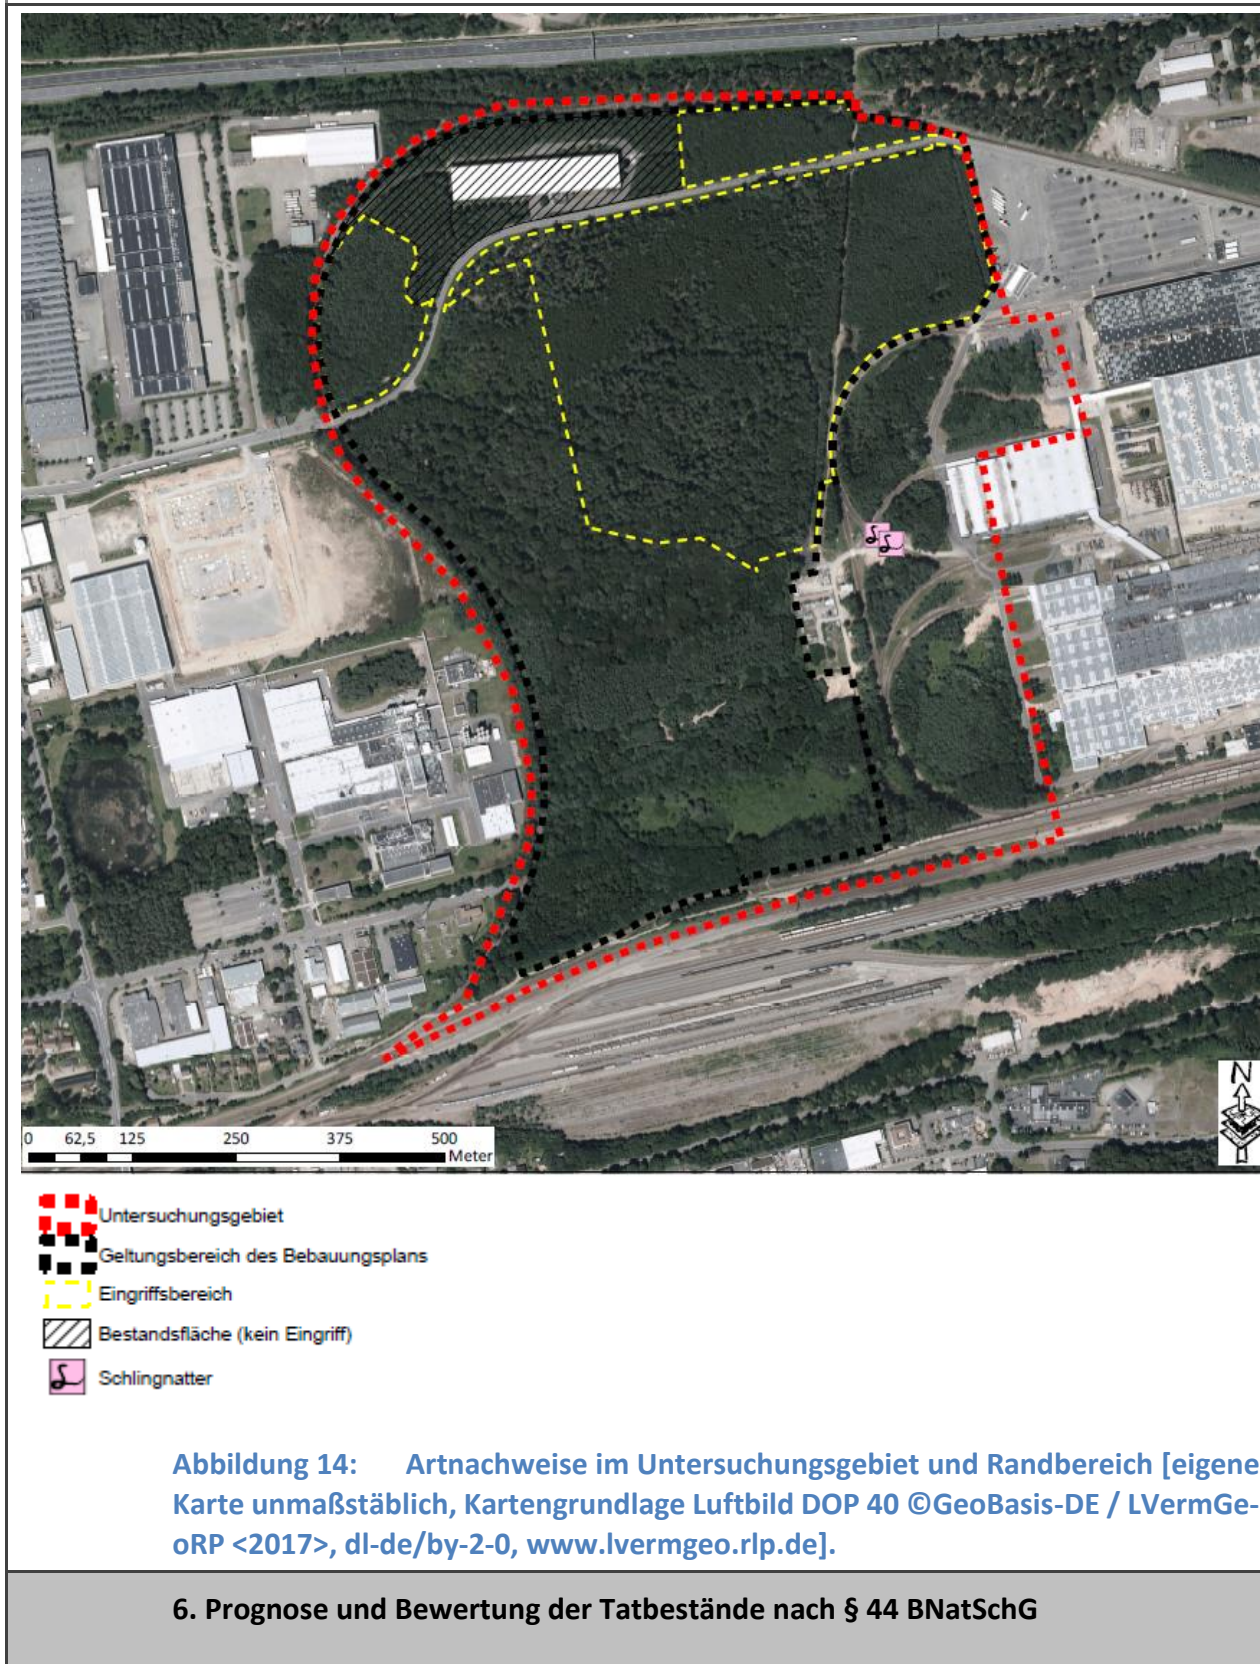 N
0 62,5 125 250 375 500
Meter
Untersuchungsgebiet
Geltungsbereich des Bebauungsplans
Eingriffsbereich
Bestandsfläche (kein Eingriff)
Schlingnatter
Abbildung 14: Artnachweise im Untersuchungsgebiet und Randbereich [eigene
Karte unmaßstäblich, Kartengrundlage Luftbild DOP 40 ©GeoBasis-DE / LVermGe-
oRP <2017>, dl-de/by-2-0, www.lvermgeo.rlp.de].
6. Prognose und Bewertung der Tatbestände nach § 44 BNatSchG